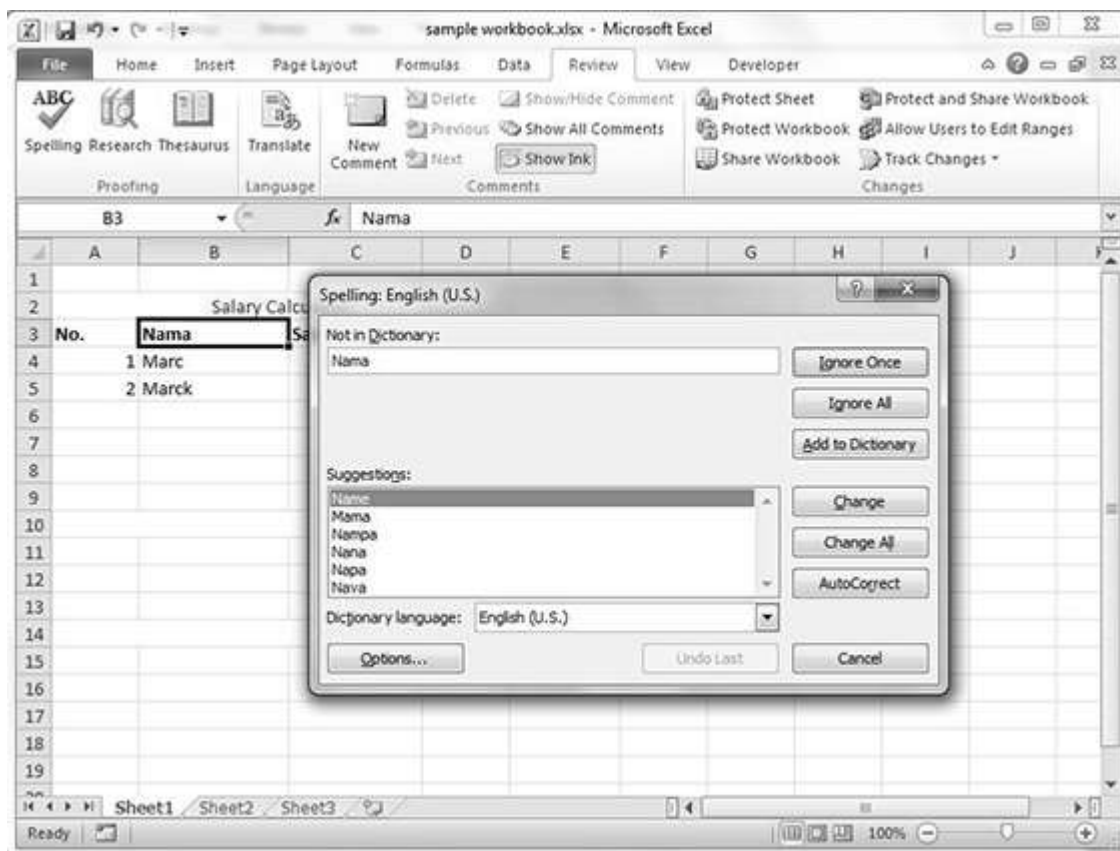 sample workbook.xlsx - Microsoft Excel
File Home Insert Page Layout Formulas Data Review View Developer
ABC
Spelling Research Thesaurus
Translate
New Comment
Delete
Previous
Next
Show/Hide Comment
Show All Comments
Show Ink
Protect Sheet
Protect Workbook
Share Workbook
Protect and Share Workbook
Allow Users to Edit Ranges
Track Changes
Proofing Language Comments Changes
B3 fx Nama
A B C D E F G H I J
1
2 Salary Calcu
3 No. Nama Sa
4 1 Marc
5 2 Marck
6
7
8
9
10
11
12
13
14
15
16
17
18
19
Spelling: English (U.S.)
Not in Dictionary:
Nama
Ignore Once
Ignore All
Add to Dictionary
Suggestions:
Name
Mama
Nampa
Nana
Napa
Nava
Change
Change All
AutoCorrect
Dictionary language: English (U.S.)
Options... Undo Last Cancel
Sheet1 Sheet2 Sheet3
Ready 100%